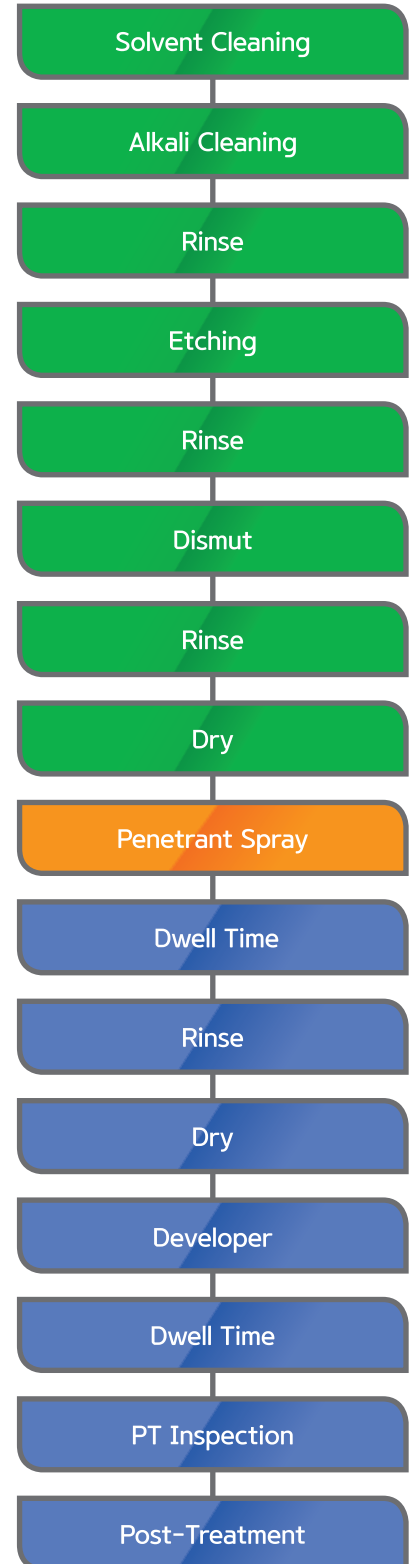 Solvent Cleaning
Alkali Cleaning
Rinse
Etching
Rinse
Dismut
Rinse
Dry
Penetrant Spray
Dwell Time
Rinse
Dry
Developer
Dwell Time
PT Inspection
Post-Treatment